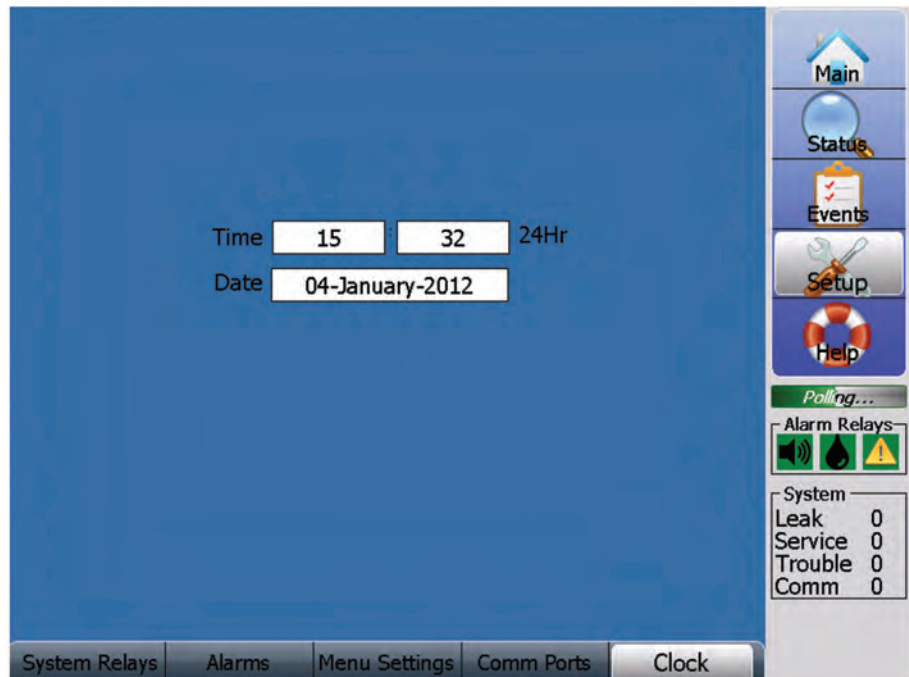 Time 15 : 32 24Hr
Date 04-January-2012
Main
Status
Events
Setup
Help
Polling...
Alarm Relays
System
Leak 0
Service 0
Trouble 0
Comm 0
System Relays Alarms Menu Settings Comm Ports Clock